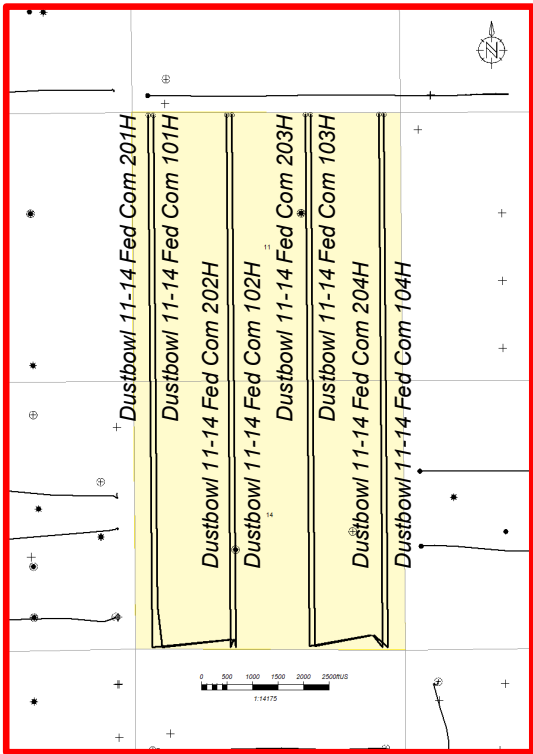 N
Dustbowl 11-14 Fed Com 201H
Dustbowl 11-14 Fed Com 101H
Dustbowl 11-14 Fed Com 202H
Dustbowl 11-14 Fed Com 102H
Dustbowl 11-14 Fed Com 203H
Dustbowl 11-14 Fed Com 103H
Dustbowl 11-14 Fed Com 204H
Dustbowl 11-14 Fed Com 104H
11
14
0 500 1000 1500 2000 2500ftUS
1:14175